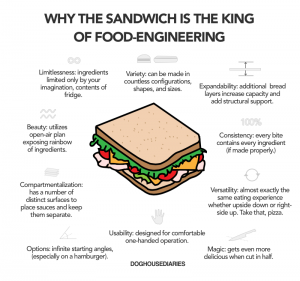 WHY THE SANDWICH IS THE KING
OF FOOD-ENGINEERING
Limitlessness: ingredients
limited only by your
imagination, contents of
fridge.
Variety: can be made in
countless configurations,
shapes, and sizes.
Expandability: additional bread
layers increase capacity and
add structural support.
Beauty: utilizes
open-air plan
exposing rainbow
of ingredients.
100%
Consistency: every bite
contains every ingredient
(if made properly.)
Compartmentalization:
has a number of
distinct surfaces to
place sauces and keep
them separate.
Versatility: almost exactly the
same eating experience
whether upside down or right-
side up. Take that, pizza.
Options: infinite starting angles,
(especially on a hamburger).
Usability: designed for comfortable
one-handed operation.
Magic: gets even more
delicious when cut in half.
DOGHOUSEDIARIES